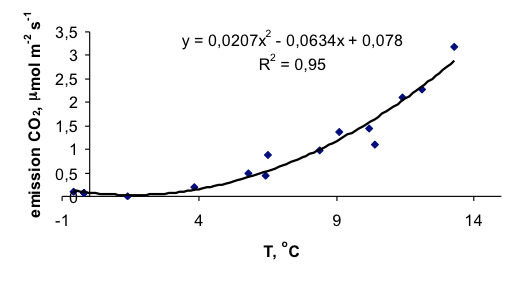 emission CO₂, μmol m⁻² s⁻¹
y = 0,0207x² - 0,0634x + 0,078
R² = 0,95
3,5
3
2,5
2
1,5
1
0,5
0
-1 4 9 14
T, °C